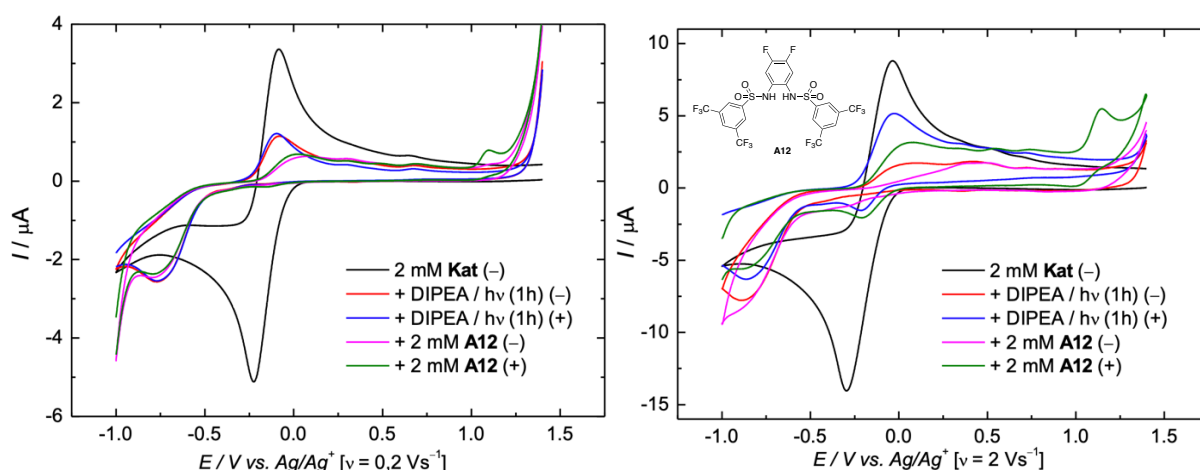 4
2
0
-2
-4
-6
I / μA
-1.0 -0.5 0.0 0.5 1.0 1.5
E / V vs. Ag/Ag⁺ [ν = 0,2 Vs⁻¹]
2 mM Kat (–)
+ DIPEA / hν (1h) (–)
+ DIPEA / hν (1h) (+)
+ 2 mM A12 (–)
+ 2 mM A12 (+)
10
5
0
-5
-10
-15
I / μA
-1.0 -0.5 0.0 0.5 1.0 1.5
E / V vs. Ag/Ag⁺ [ν = 2 Vs⁻¹]
F F
O O
S NH HN S
O O
F₃C CF₃
CF₃ F₃C
A12
2 mM Kat (–)
+ DIPEA / hν (1h) (–)
+ DIPEA / hν (1h) (+)
+ 2 mM A12 (–)
+ 2 mM A12 (+)